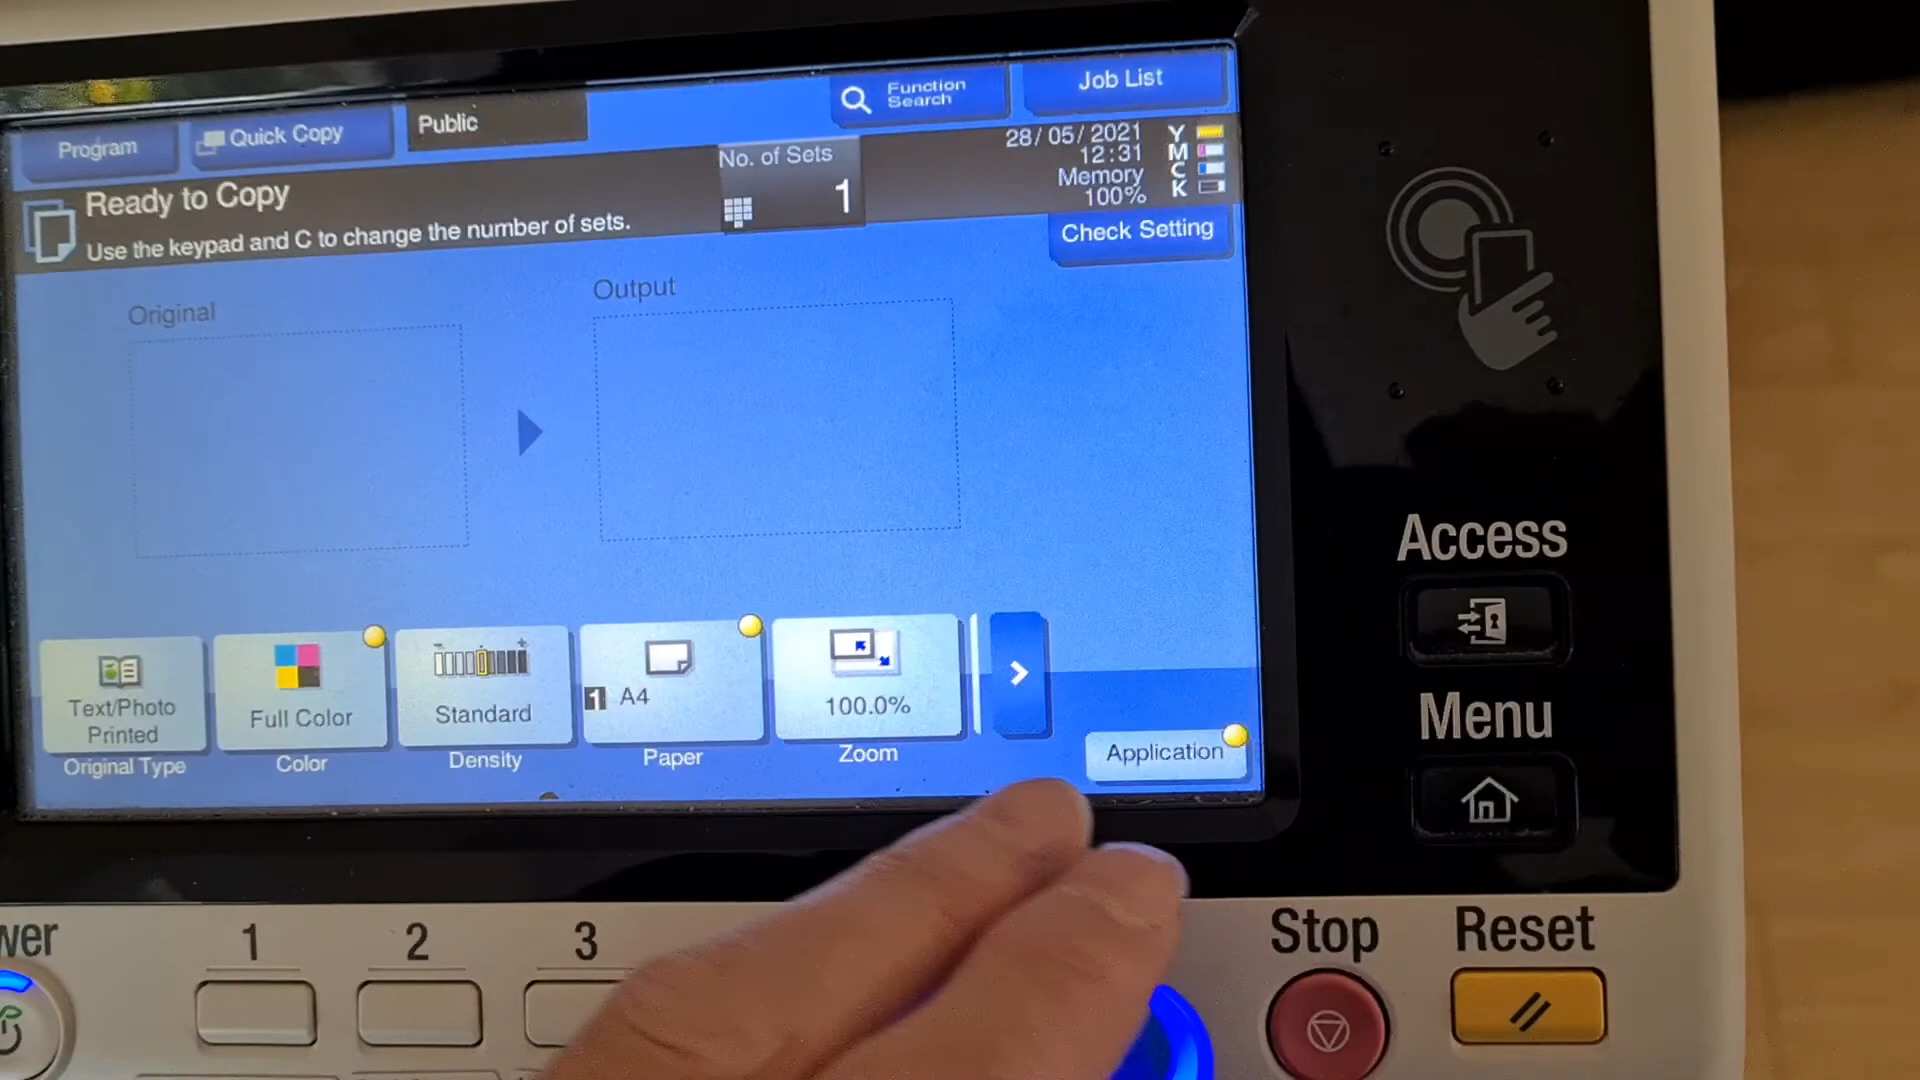 Function
Search
Job List
Program
Quick Copy
Public
Ready to Copy
Use the keypad and C to change the number of sets.
No. of Sets
1
28/05/2021
12:31
Memory
100%
Y
M
C
K
Check Setting
Original
Output
Text/Photo
Printed
Original Type
Full Color
Color
Standard
Density
1 A4
Paper
100.0%
Zoom
Application
Access
Menu
wer
1
2
3
Stop
Reset